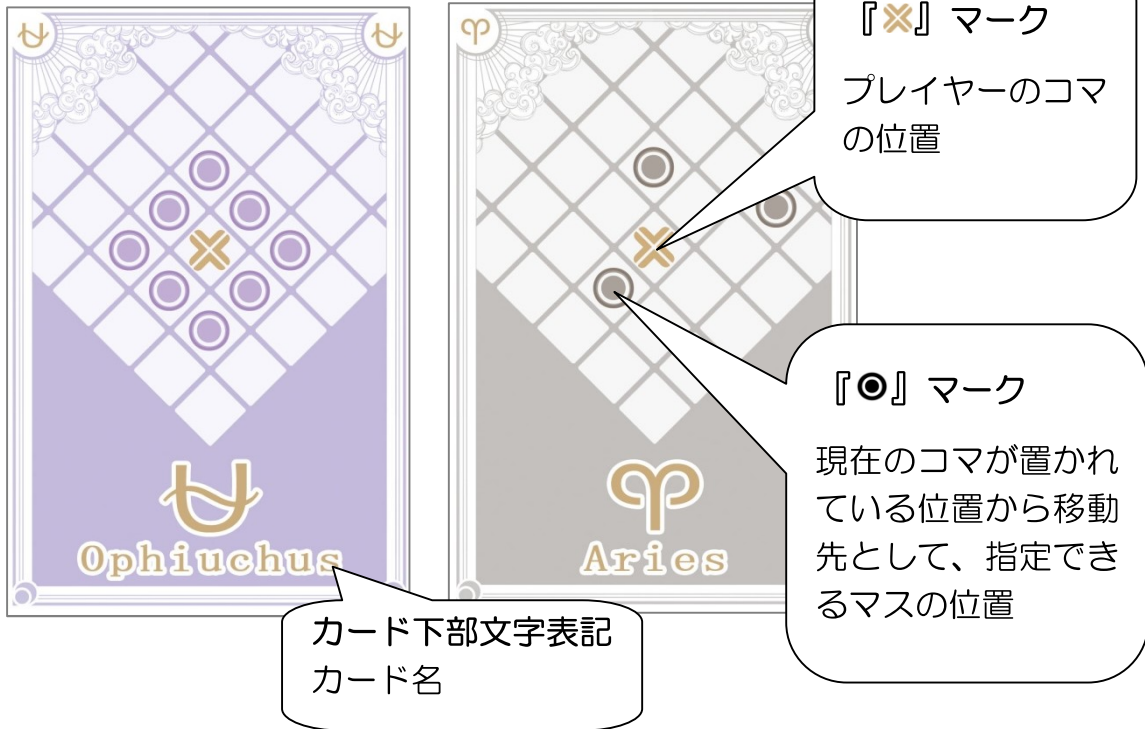 『※』マーク
プレイヤーのコマ
の位置
『◉』マーク
現在のコマが置かれ
ている位置から移動
先として、指定でき
るマスの位置
Ophiuchus
Aries
カード下部文字表記
カード名